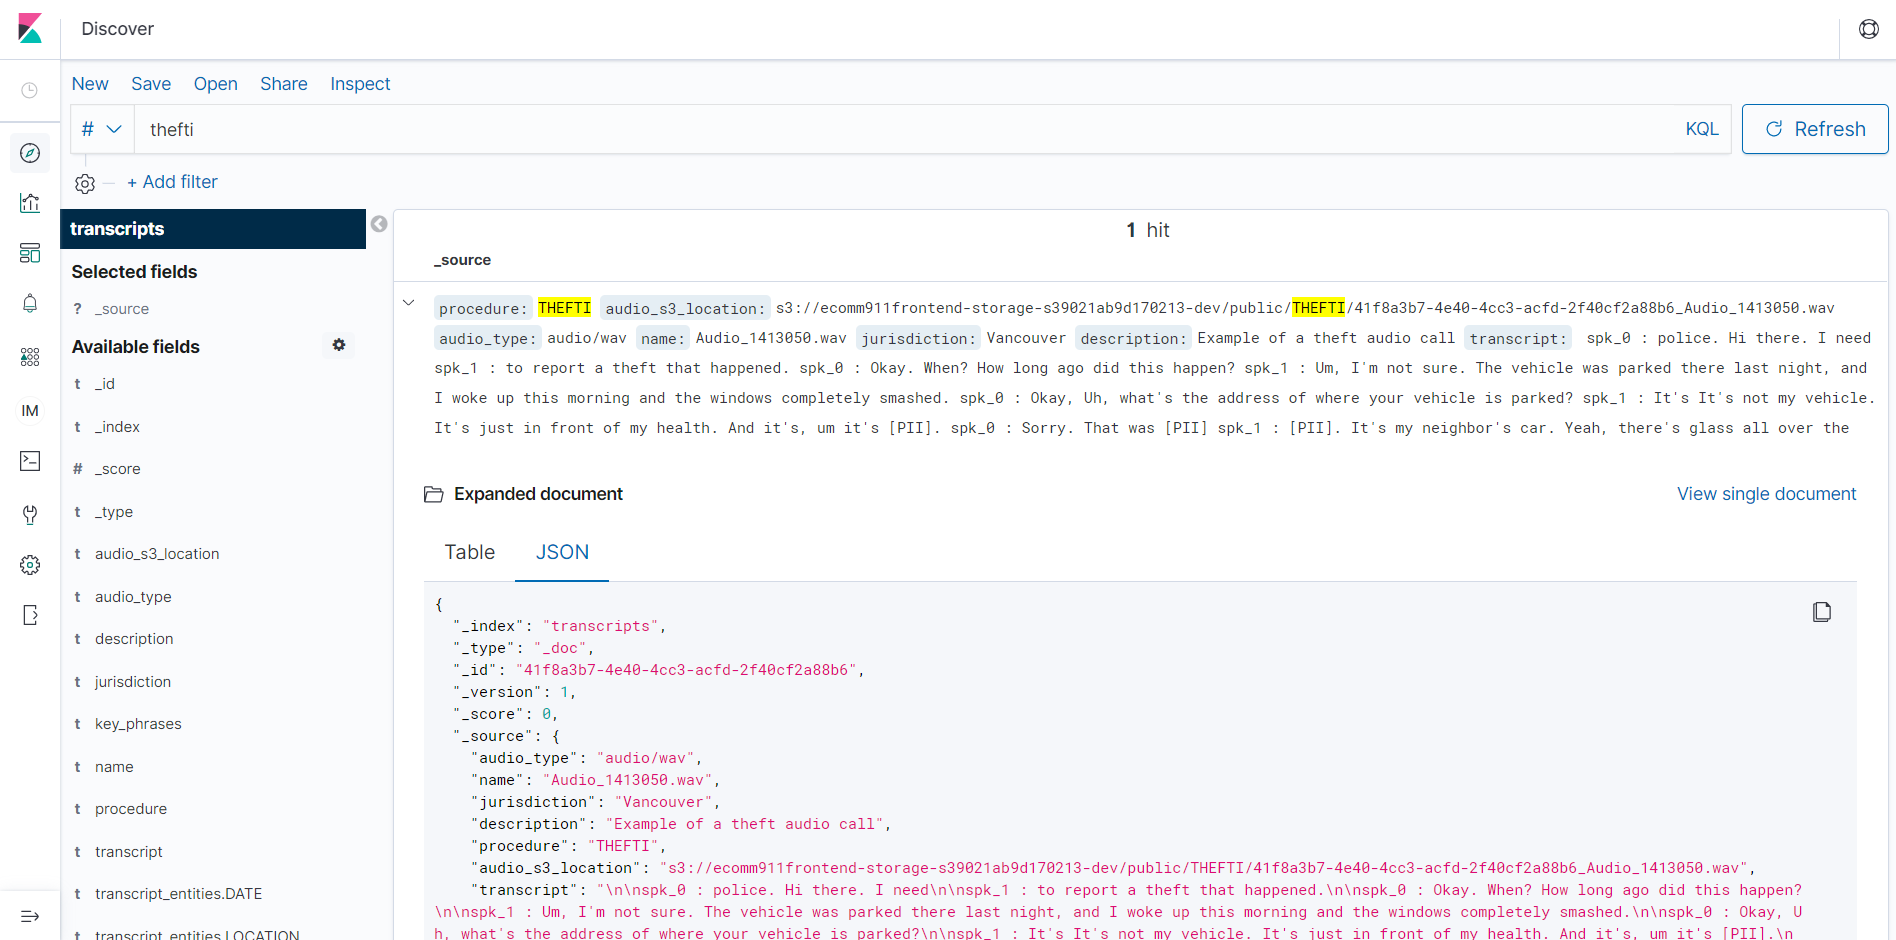 Discover
New Save Open Share Inspect
# thefti KQL Refresh
+ Add filter
transcripts
1 hit
Selected fields
_source
? _source
Available fields
t _id
t _index
# _score
t _type
t audio_s3_location
t audio_type
t description
t jurisdiction
t key_phrases
t name
t procedure
t transcript
t transcript_entities.DATE
t transcript_entities.LOCATION
IM
procedure: THEFTI audio_s3_location: s3://ecomm911frontend-storage-s39021ab9d170213-dev/public/THEFTI/41f8a3b7-4e40-4cc3-acfd-2f40cf2a88b6_Audio_1413050.wav
audio_type: audio/wav name: Audio_1413050.wav jurisdiction: Vancouver description: Example of a theft audio call transcript: spk_0 : police. Hi there. I need
spk_1 : to report a theft that happened. spk_0 : Okay. When? How long ago did this happen? spk_1 : Um, I'm not sure. The vehicle was parked there last night, and
I woke up this morning and the windows completely smashed. spk_0 : Okay, Uh, what's the address of where your vehicle is parked? spk_1 : It's It's not my vehicle.
It's just in front of my health. And it's, um it's [PII]. spk_0 : Sorry. That was [PII] spk_1 : [PII]. It's my neighbor's car. Yeah, there's glass all over the
Expanded document View single document
Table JSON
{
"_index": "transcripts",
"_type": "_doc",
"_id": "41f8a3b7-4e40-4cc3-acfd-2f40cf2a88b6",
"_version": 1,
"_score": 0,
"_source": {
"audio_type": "audio/wav",
"name": "Audio_1413050.wav",
"jurisdiction": "Vancouver",
"description": "Example of a theft audio call",
"procedure": "THEFTI",
"audio_s3_location": "s3://ecomm911frontend-storage-s39021ab9d170213-dev/public/THEFTI/41f8a3b7-4e40-4cc3-acfd-2f40cf2a88b6_Audio_1413050.wav",
"transcript": "\n\nspk_0 : police. Hi there. I need\n\nspk_1 : to report a theft that happened.\n\nspk_0 : Okay. When? How long ago did this happen?
\n\nspk_1 : Um, I'm not sure. The vehicle was parked there last night, and I woke up this morning and the windows completely smashed.\n\nspk_0 : Okay, U
h, what's the address of where your vehicle is parked?\n\nspk_1 : It's It's not my vehicle. It's just in front of my health. And it's, um it's [PII].\n